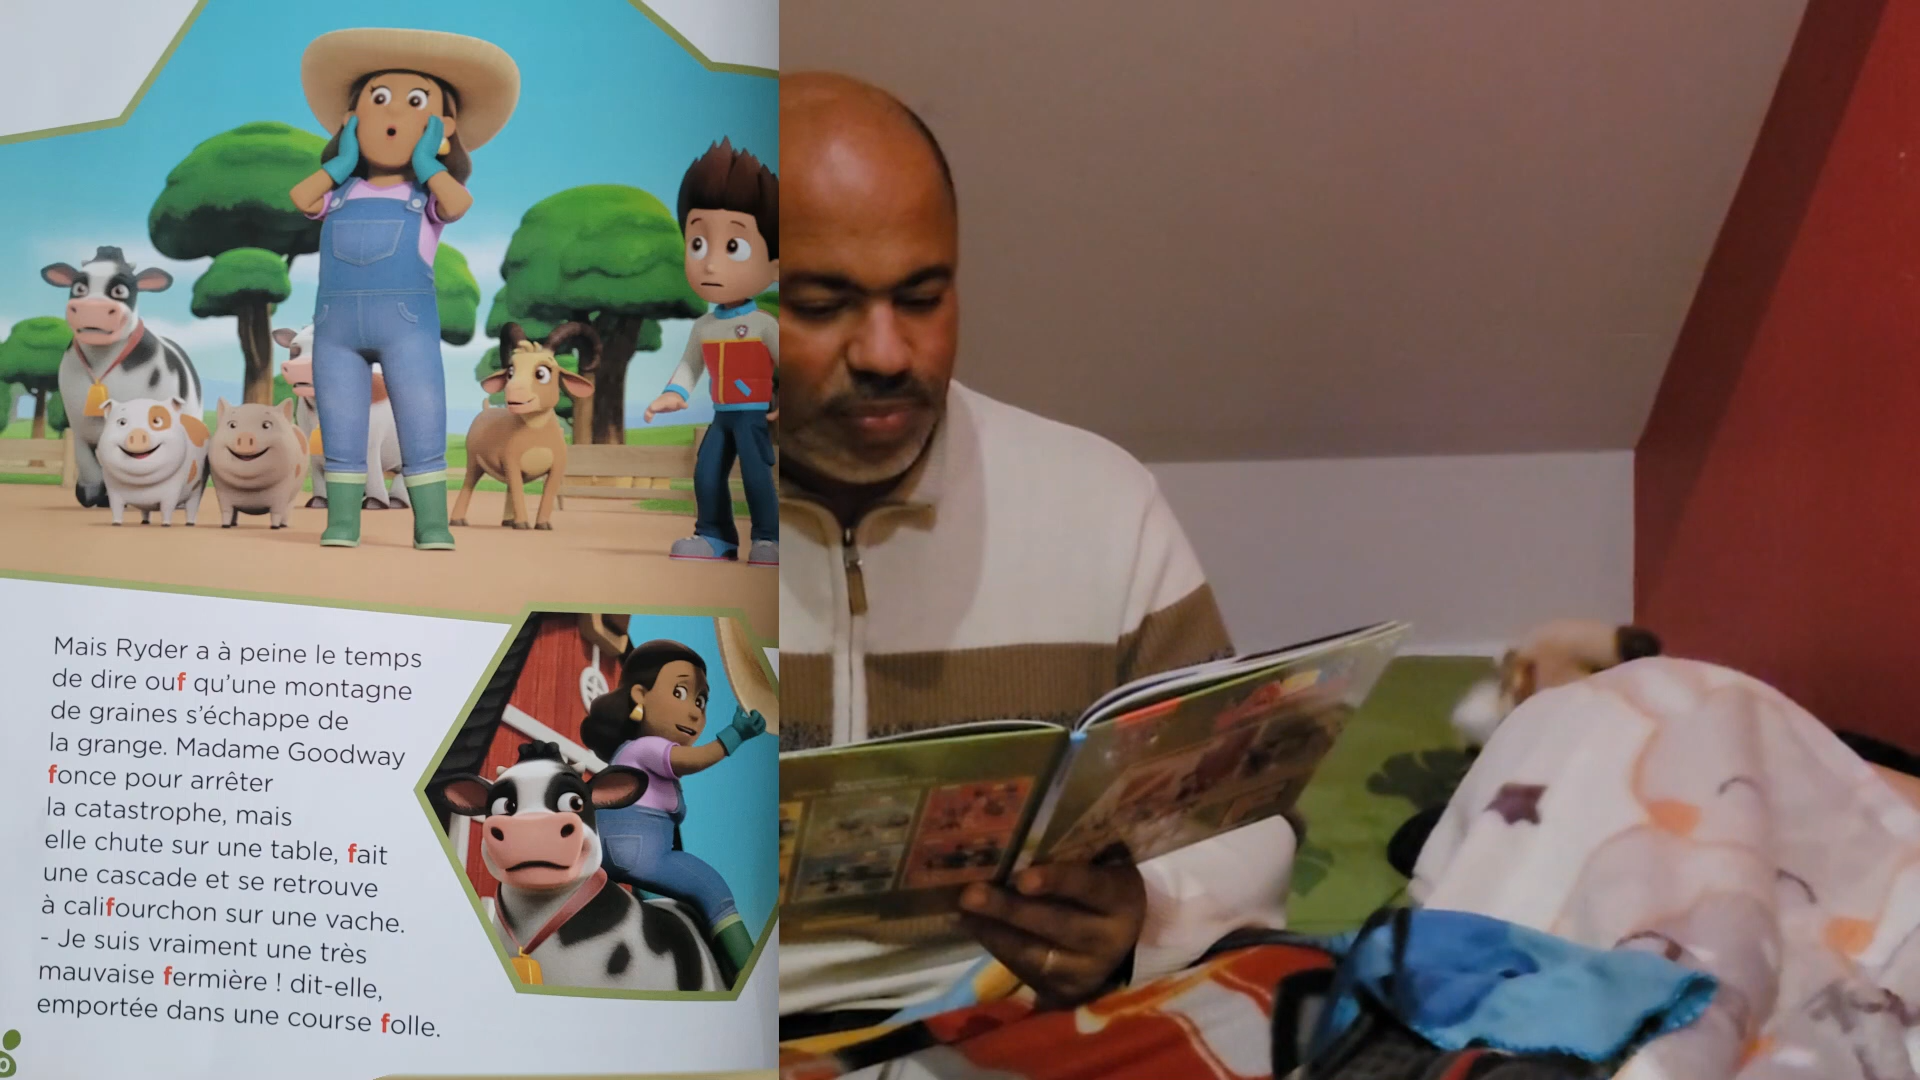 Mais Ryder a à peine le temps
de dire ouf qu'une montagne
de graines s'échappe de
la grange. Madame Goodway
fonce pour arrêter
la catastrophe, mais
elle chute sur une table, fait
une cascade et se retrouve
à califourchon sur une vache.
- Je suis vraiment une très
mauvaise fermière ! dit-elle,
emportée dans une course folle.